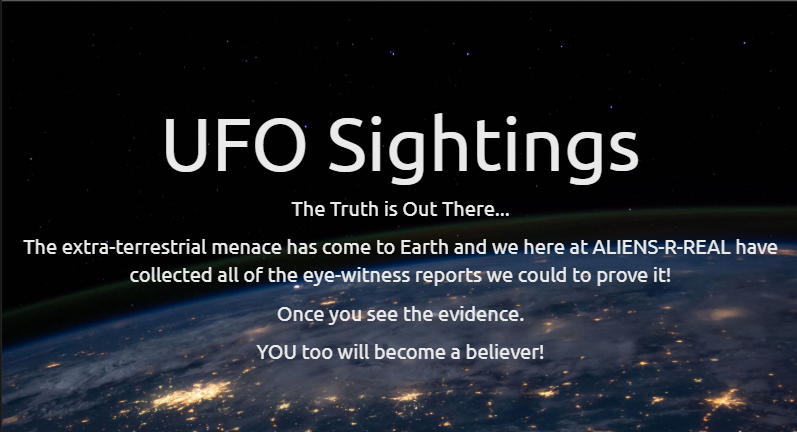 UFO Sightings
The Truth is Out There...
The extra-terrestrial menace has come to Earth and we here at ALIENS-R-REAL have
collected all of the eye-witness reports we could to prove it!
Once you see the evidence.
YOU too will become a believer!